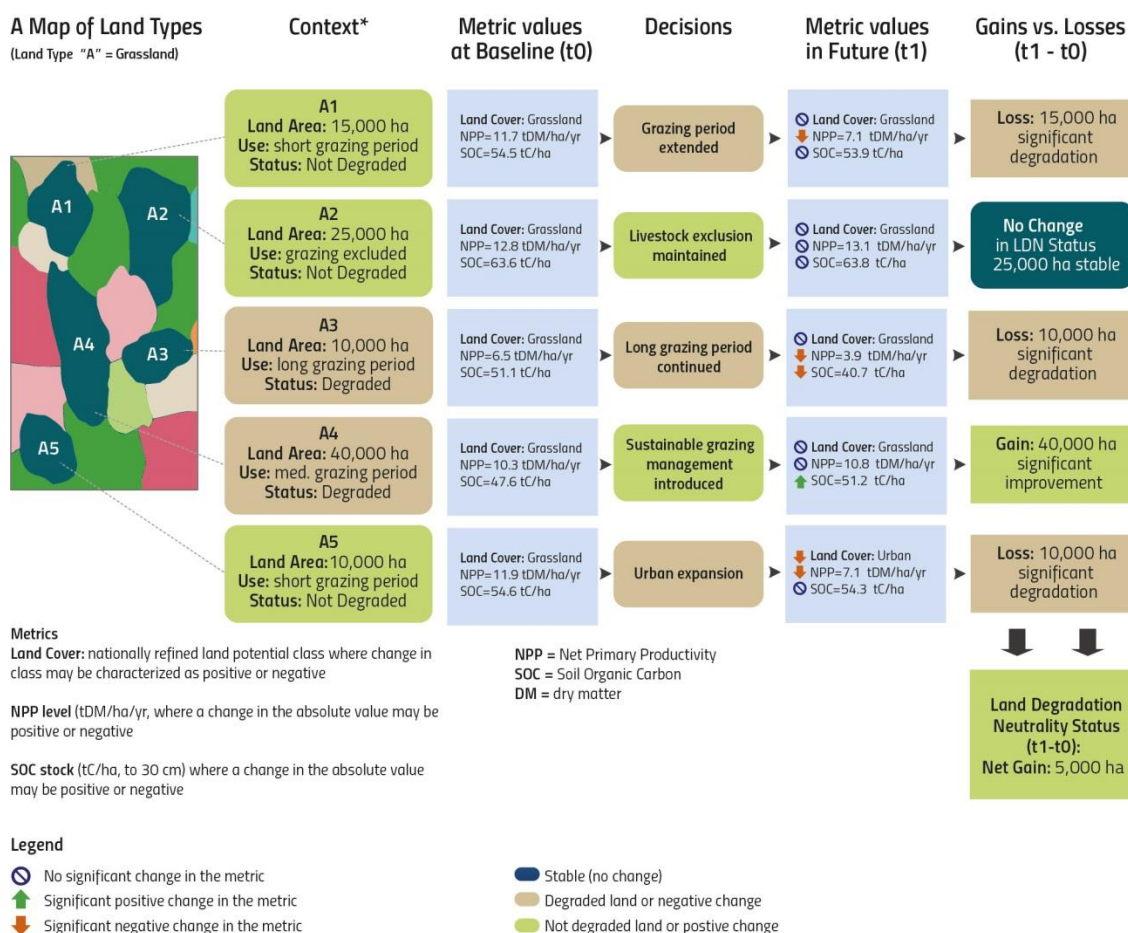 A Map of Land Types
(Land Type "A" = Grassland)
Context*
Metric values
at Baseline (t0)
Decisions
Metric values
in Future (t1)
Gains vs. Losses
(t1 - t0)
A1
A2
A3
A4
A5
A1
Land Area: 15,000 ha
Use: short grazing period
Status: Not Degraded
Land Cover: Grassland
NPP=11.7 tDM/ha/yr
SOC=54.5 tC/ha
Grazing period
extended
Land Cover: Grassland
NPP=7.1 tDM/ha/yr
SOC=53.9 tC/ha
Loss: 15,000 ha
significant
degradation
A2
Land Area: 25,000 ha
Use: grazing excluded
Status: Not Degraded
Land Cover: Grassland
NPP=12.8 tDM/ha/yr
SOC=63.6 tC/ha
Livestock exclusion
maintained
Land Cover: Grassland
NPP=13.1 tDM/ha/yr
SOC=63.8 tC/ha
No Change
in LDN Status
25,000 ha stable
A3
Land Area: 10,000 ha
Use: long grazing period
Status: Degraded
Land Cover: Grassland
NPP=6.5 tDM/ha/yr
SOC=51.1 tC/ha
Long grazing period
continued
Land Cover: Grassland
NPP=3.9 tDM/ha/yr
SOC=40.7 tC/ha
Loss: 10,000 ha
significant
degradation
A4
Land Area: 40,000 ha
Use: med. grazing period
Status: Degraded
Land Cover: Grassland
NPP=10.3 tDM/ha/yr
SOC=47.6 tC/ha
Sustainable grazing
management
introduced
Land Cover: Grassland
NPP=10.8 tDM/ha/yr
SOC=51.2 tC/ha
Gain: 40,000 ha
significant
improvement
A5
Land Area:10,000 ha
Use: short grazing period
Status: Not Degraded
Land Cover: Grassland
NPP=11.9 tDM/ha/yr
SOC=54.6 tC/ha
Urban expansion
Land Cover: Urban
NPP=7.1 tDM/ha/yr
SOC=54.3 tC/ha
Loss: 10,000 ha
significant
degradation
Metrics
Land Cover: nationally refined land potential class where change in
class may be characterized as positive or negative
NPP level (tDM/ha/yr, where a change in the absolute value may be
positive or negative
SOC stock (tC/ha, to 30 cm) where a change in the absolute value
may be positive or negative
NPP = Net Primary Productivity
SOC = Soil Organic Carbon
DM = dry matter
Land Degradation
Neutrality Status
(t1-t0):
Net Gain: 5,000 ha
Legend
No significant change in the metric
Significant positive change in the metric
Significant negative change in the metric
Stable (no change)
Degraded land or negative change
Not degraded land or postive change